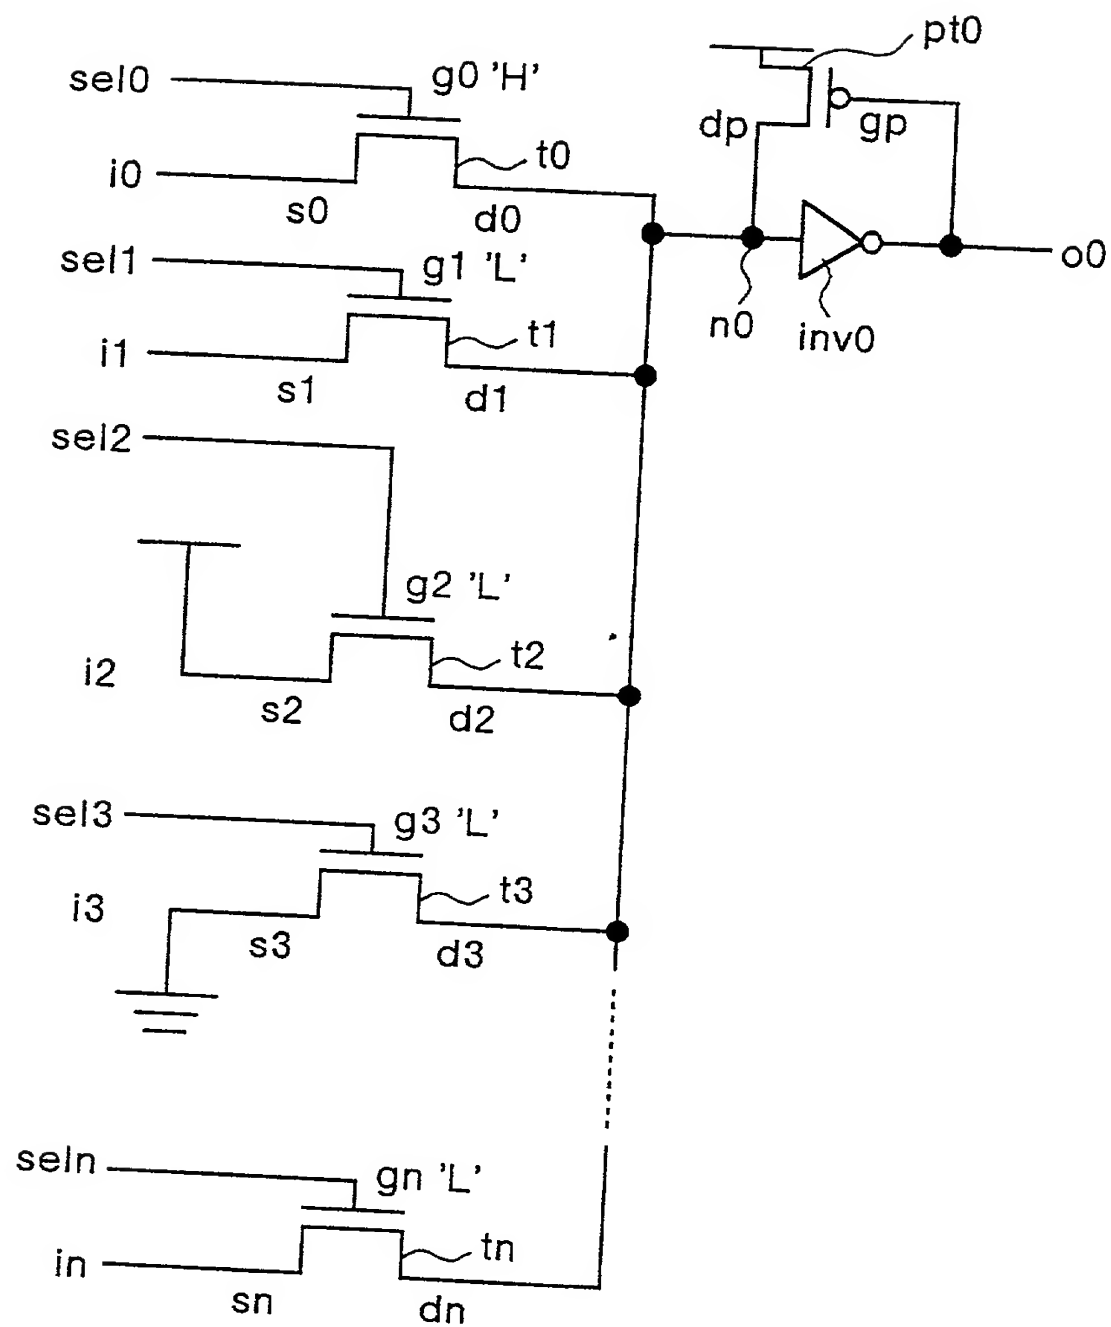 pt0
sel0
g0 'H'
dp
gp
i0
t0
s0
d0
sel1
g1 'L'
o0
n0
inv0
i1
t1
s1
d1
sel2
g2 'L'
i2
t2
s2
d2
sel3
g3 'L'
i3
t3
s3
d3
seln
gn 'L'
in
tn
sn
dn